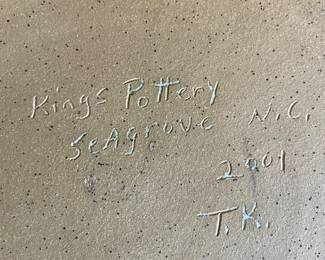 Kings Pottery
SeAgrove N.C.
2001
T.K.